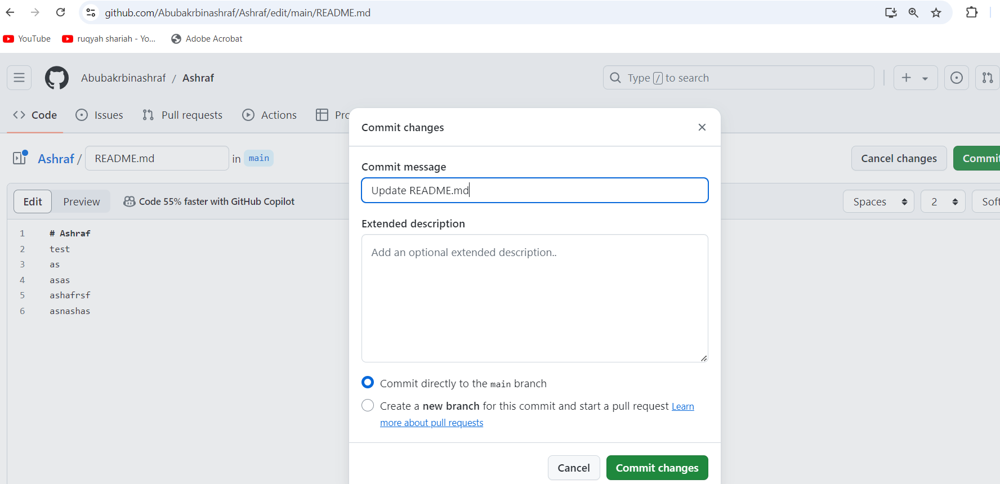 github.com/Abubakrbinashraf/Ashraf/edit/main/README.md
YouTube ruqyah shariah - Yo... Adobe Acrobat
Abubakrbinashraf / Ashraf Type / to search
<> Code Issues Pull requests Actions
Ashraf / README.md in main Cancel changes
Edit Preview Code 55% faster with GitHub Copilot Spaces 2
1 # Ashraf
2 test
3 as
4 asas
5 ashafrsf
6 asnashas
Commit changes
Commit message
Update README.md
Extended description
Add an optional extended description..
Commit directly to the main branch
Create a new branch for this commit and start a pull request Learn
more about pull requests
Cancel Commit changes